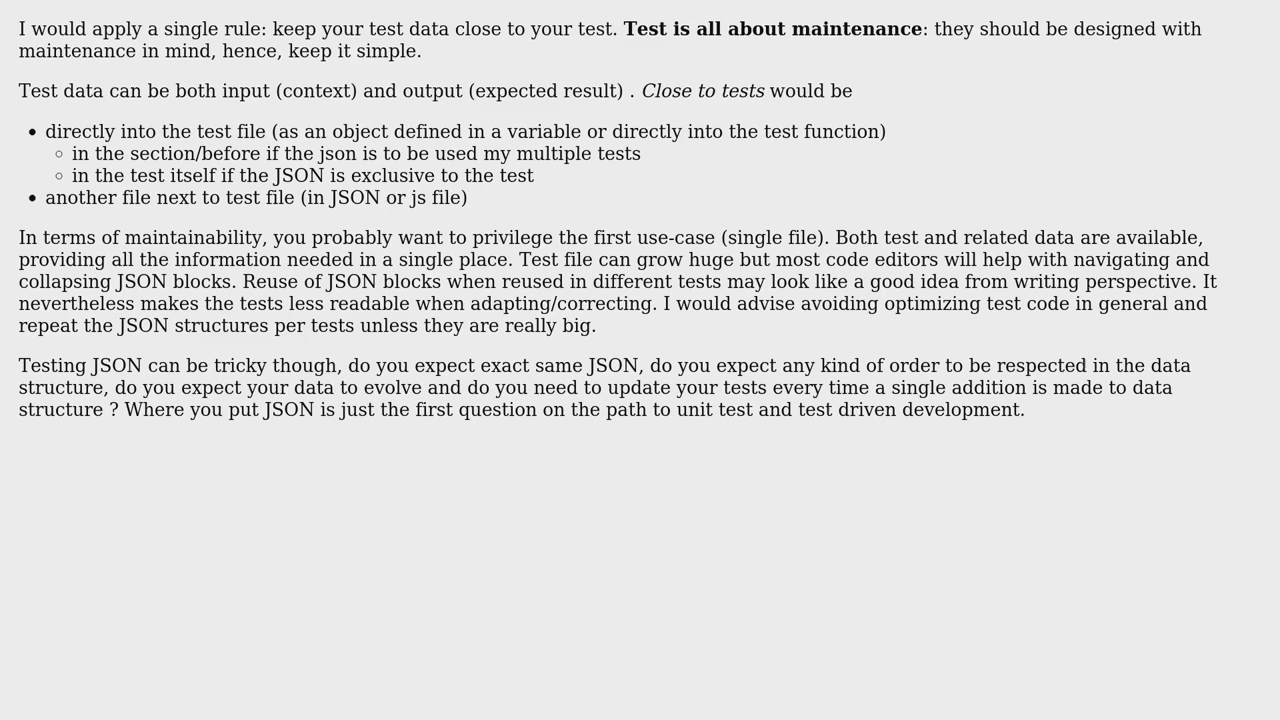 I would apply a single rule: keep your test data close to your test. Test is all about maintenance: they should be designed with
maintenance in mind, hence, keep it simple.
Test data can be both input (context) and output (expected result) . Close to tests would be
• directly into the test file (as an object defined in a variable or directly into the test function)
◦ in the section/before if the json is to be used my multiple tests
◦ in the test itself if the JSON is exclusive to the test
• another file next to test file (in JSON or js file)
In terms of maintainability, you probably want to privilege the first use-case (single file). Both test and related data are available,
providing all the information needed in a single place. Test file can grow huge but most code editors will help with navigating and
collapsing JSON blocks. Reuse of JSON blocks when reused in different tests may look like a good idea from writing perspective. It
nevertheless makes the tests less readable when adapting/correcting. I would advise avoiding optimizing test code in general and
repeat the JSON structures per tests unless they are really big.
Testing JSON can be tricky though, do you expect exact same JSON, do you expect any kind of order to be respected in the data
structure, do you expect your data to evolve and do you need to update your tests every time a single addition is made to data
structure ? Where you put JSON is just the first question on the path to unit test and test driven development.